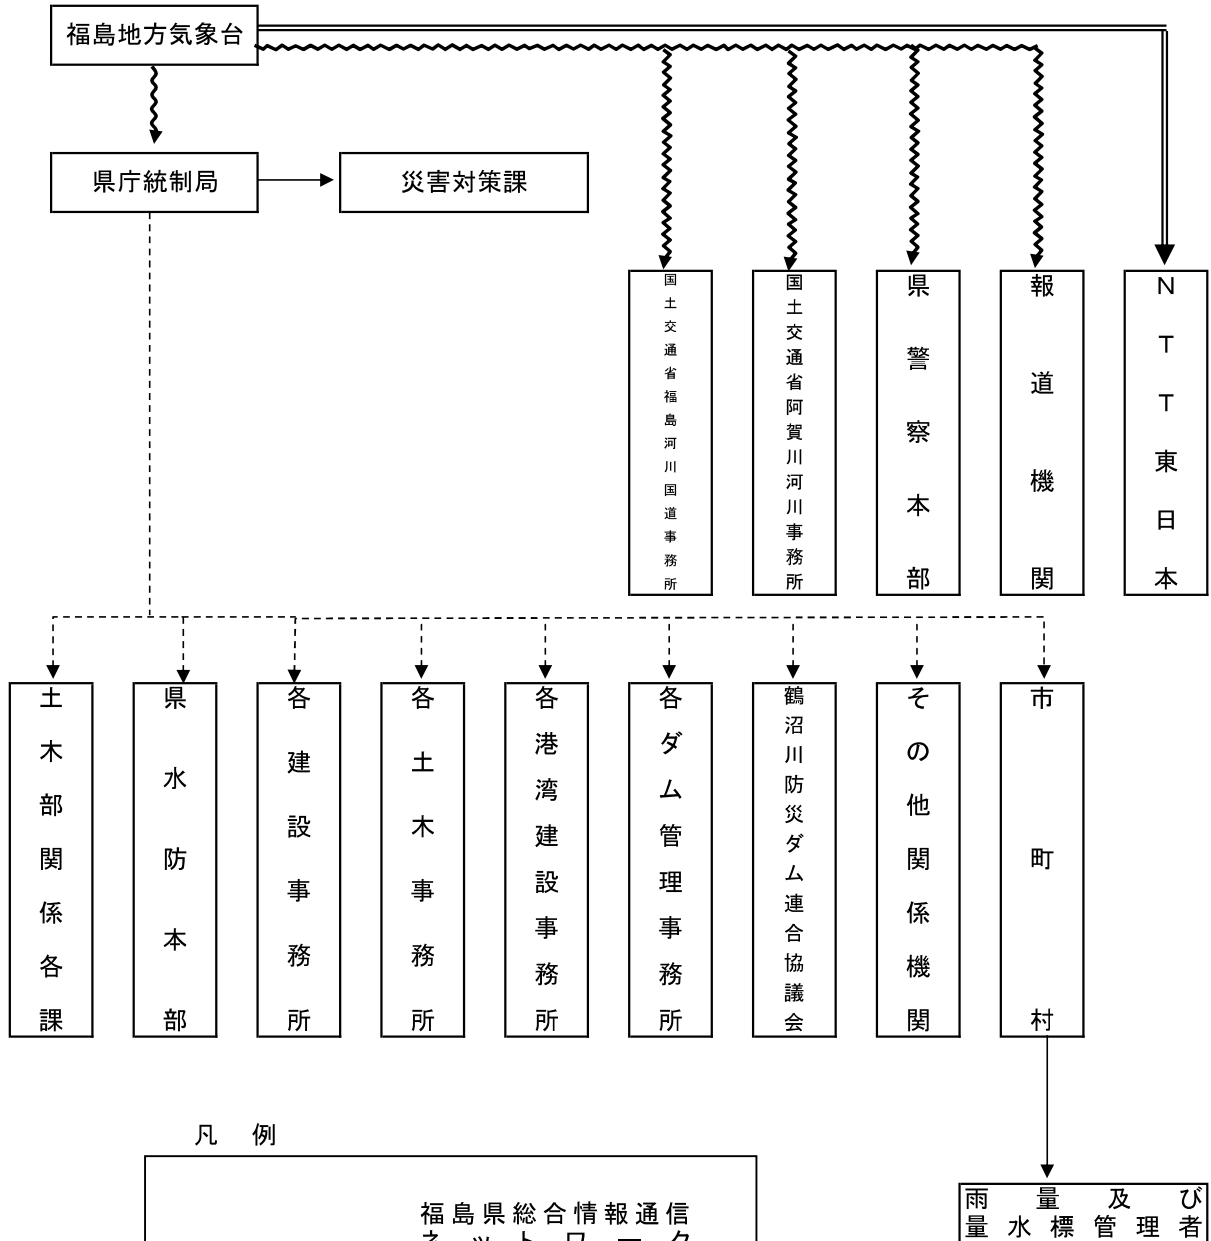 福島地方気象台
県庁統制局
災害対策課
国土交通省福島河川国道事務所
国土交通省阿賀川河川事務所
県警察本部
報道機関
NTT東日本
土木部関係各課
県水防本部
各建設事務所
各土木事務所
各港湾建設事務所
各ダム管理事務所
鶴沼川防災ダム連合協議会
その他関係機関
市町村
凡 例
福島県総合情報通信
ネットワーク
雨量及び
量水標管理者